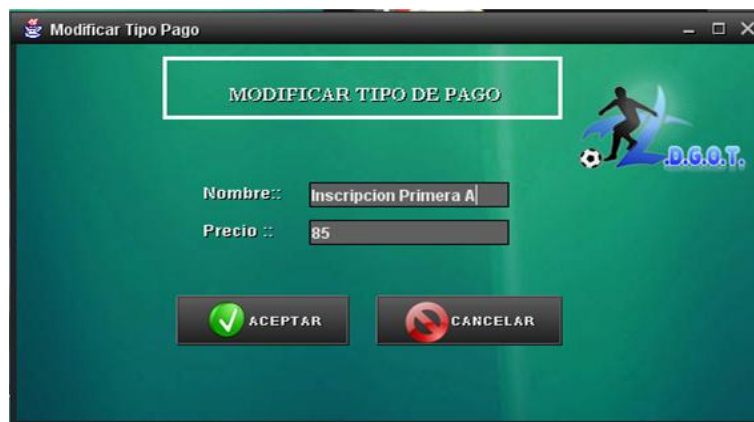 Modificar Tipo Pago
MODIFICAR TIPO DE PAGO
D.G.O.T.
Nombre:: Inscripcion Primera A
Precio :: 85
ACEPTAR CANCELAR